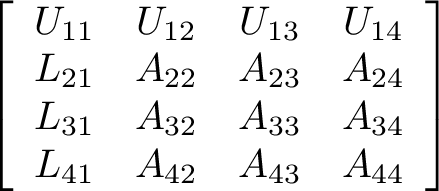 U₁₁ U₁₂ U₁₃ U₁₄
L₂₁ A₂₂ A₂₃ A₂₄
L₃₁ A₃₂ A₃₃ A₃₄
L₄₁ A₄₂ A₄₃ A₄₄